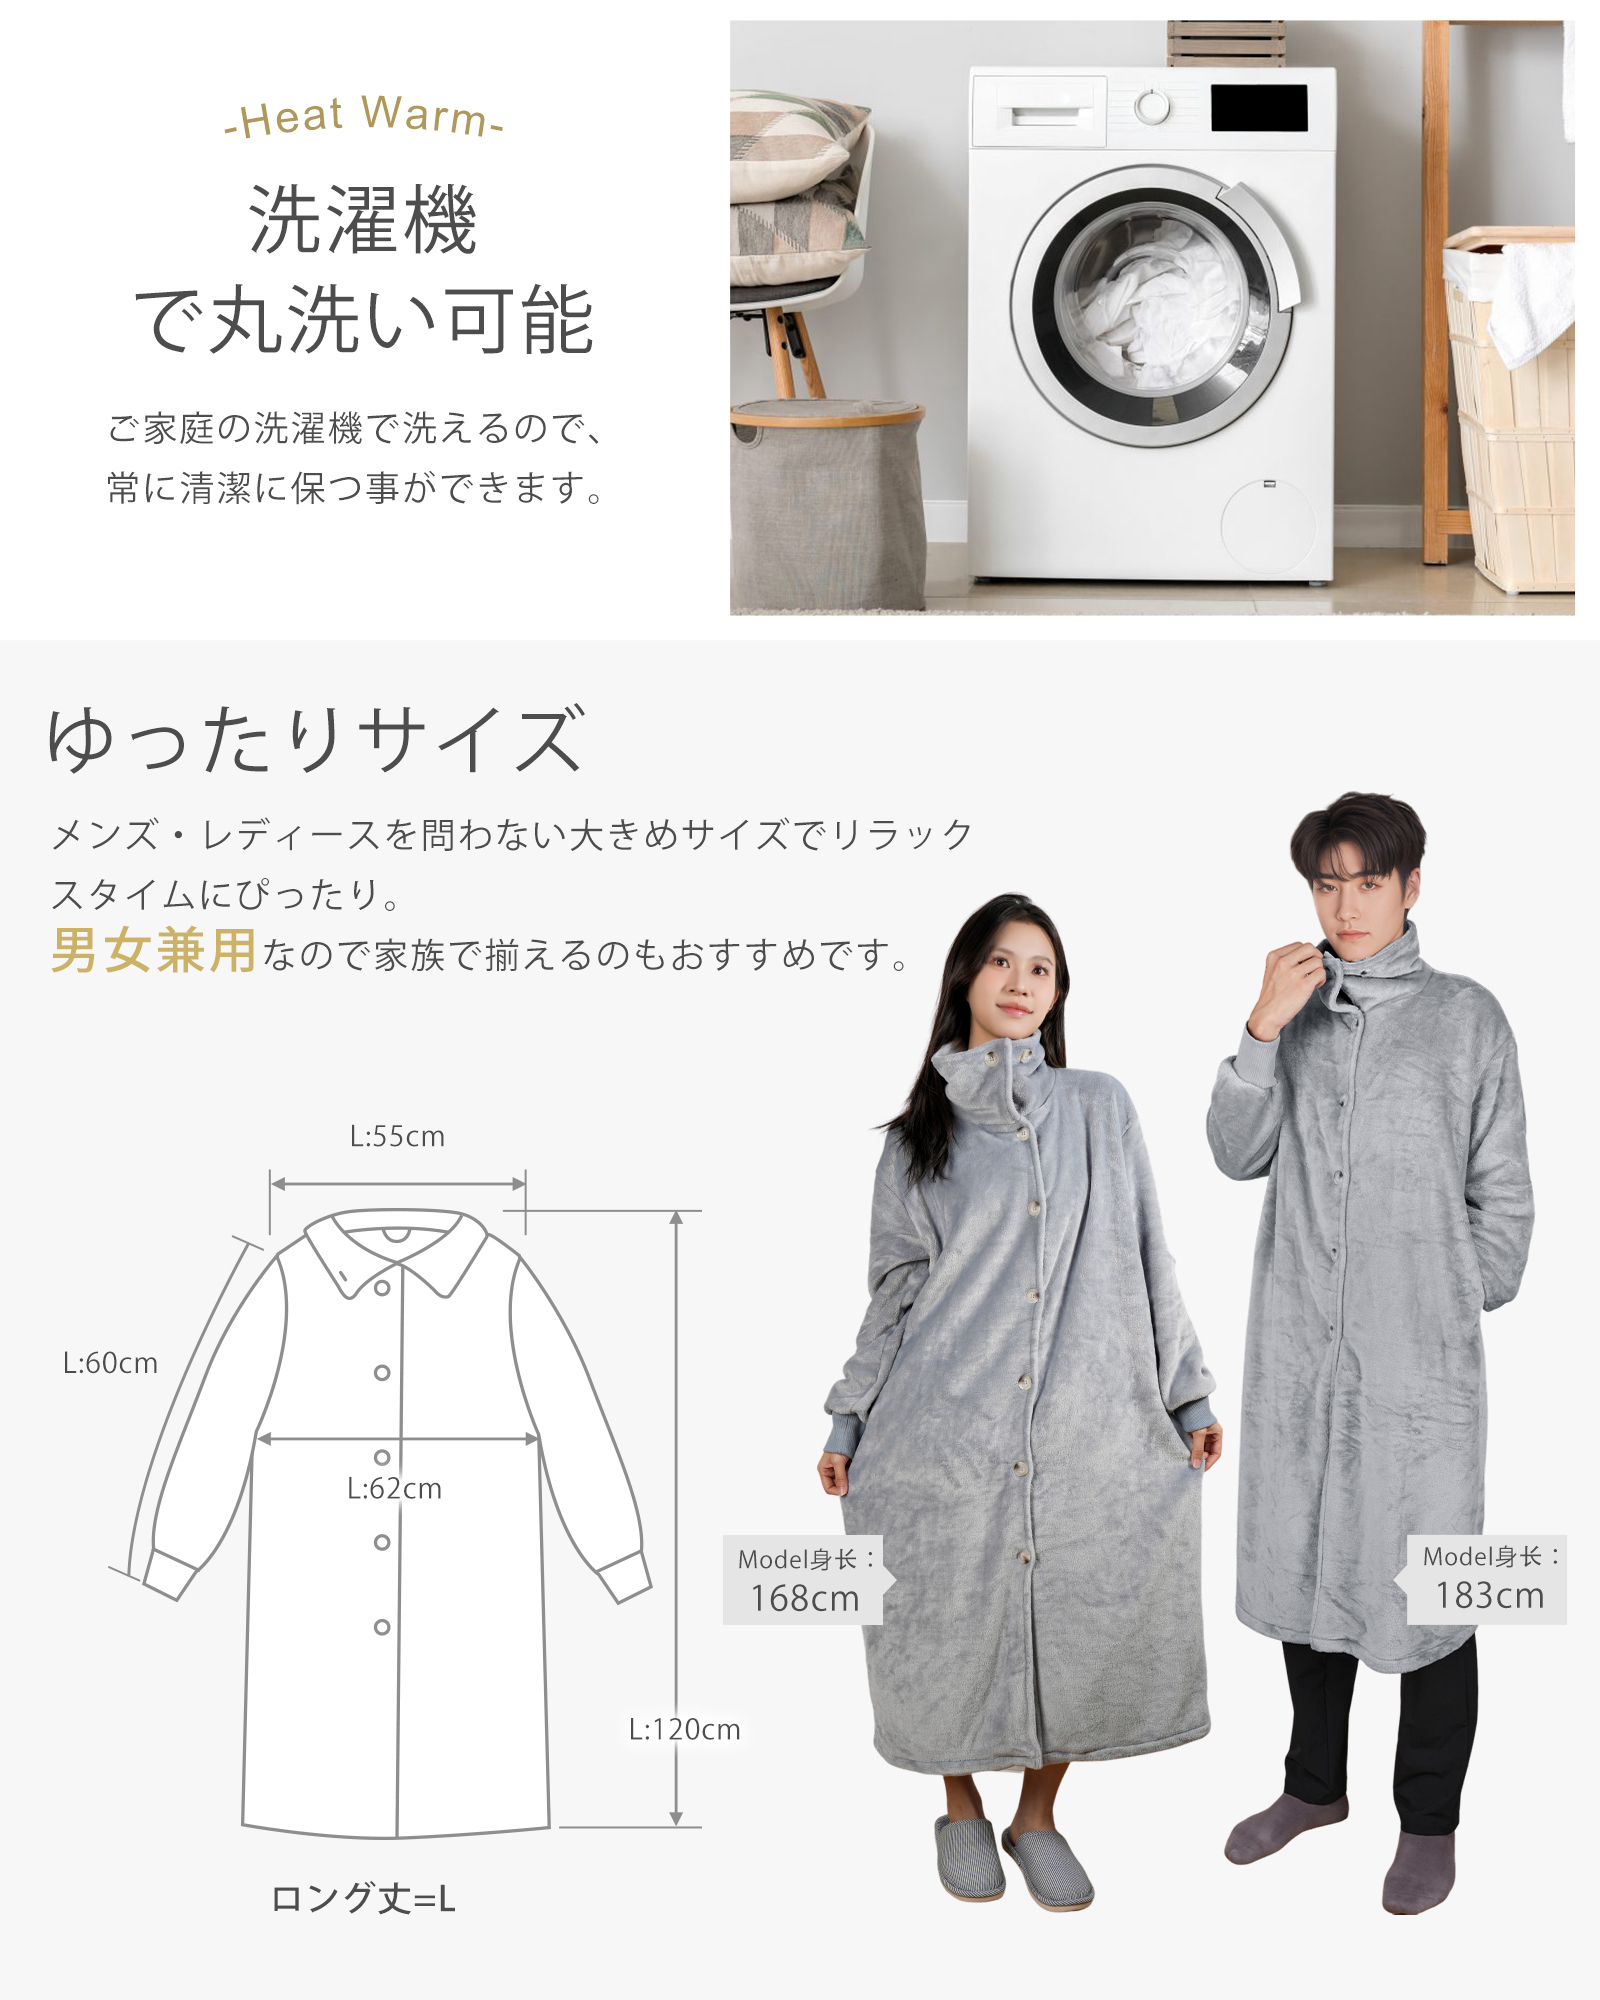 -Heat Warm-
洗濯機
で丸洗い可能
ご家庭の洗濯機で洗えるので、
常に清潔に保つ事ができます。
ゆったりサイズ
メンズ・レディースを問わない大きめサイズでリラック
スタイムにぴったり。
男女兼用なので家族で揃えるのもおすすめです。
L:55cm
L:60cm
L:62cm
L:120cm
ロング丈=L
Model身长：
168cm
Model身长：
183cm